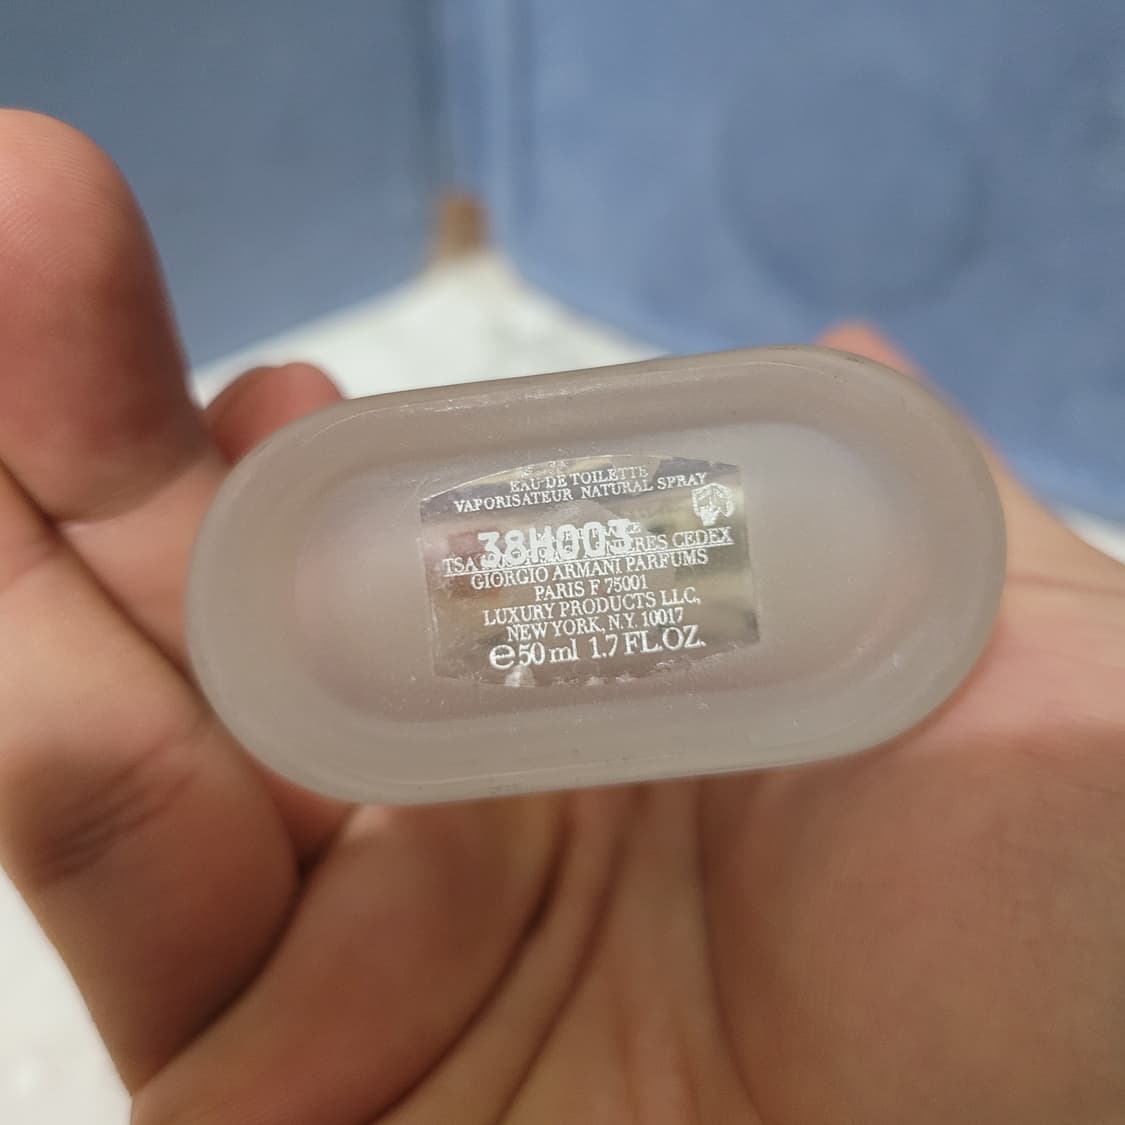 EAU DE TOILETTE
VAPORISATEUR NATURAL SPRAY
38H003
TSA CEDEX
GIORGIO ARMANI PARFUMS
PARIS F 75001
LUXURY PRODUCTS LLC,
NEW YORK, N.Y. 10017
℮50 ml 1.7 FL.OZ.